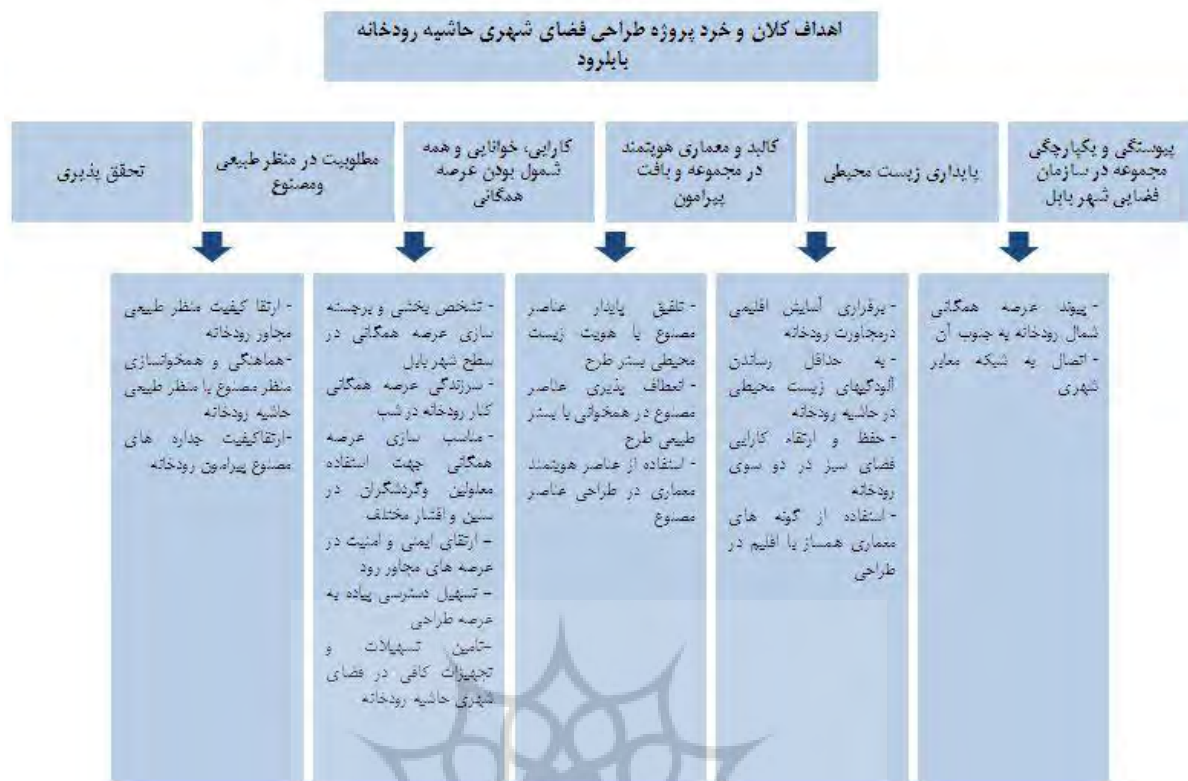 اهداف کلان و خرد پروژه طراحی فضای شهری حاشیه رودخانه
بابلرود
پیوستگی و یکپارچگی
مجموعه در سازمان
فضایی شهر بابل
پایداری زیست محیطی
کالبد و معماری هویتمند
در مجموعه و بافت
پیرامون
کارایی، خوانایی و همه
شمول بودن عرصه
همگانی
مطلوبیت در منظر طبیعی
ومصنوع
تحقق پذیری
- پیوند عرصه همگانی
شمال رودخانه به جنوب آن
- اتصال به شبکه معابر
شهری
- برقراری آسایش اقلیمی
درمجاورت رودخانه
- به حداقل رساندن
آلودگیهای زیست محیطی
در حاشیه رودخانه
- حفظ و ارتقاء کارایی
فضای سبز در دو سوی
رودخانه
- استفاده از گونه های
معماری همساز با اقلیم در
طراحی
- تلفیق پایدار عناصر
مصنوع با هویت زیست
محیطی بستر طرح
- انعطاف پذیری عناصر
مصنوع در همخوانی با بستر
طبیعی طرح
- استفاده از عناصر هویتمند
معماری در طراحی عناصر
مصنوع
- تشخص بخشی و برجسته
سازی عرصه همگانی در
سطح شهر بابل
- سرزندگی عرصه همگانی
کنار رودخانه در شب
- مناسب سازی عرصه
همگانی جهت استفاده
معلولین وگردشگران در
سنین و اقشار مختلف
- ارتقای ایمنی و امنیت در
عرصه های مجاور رود
- تسهیل دسترسی پیاده به
عرصه طراحی
-تامین تسهیلات و
تجهیزات کافی در فضای
شهری حاشیه رودخانه
- ارتقا کیفیت منظر طبیعی
مجاور رودخانه
-هماهنگی و همخوانسازی
منظر مصنوع با منظر طبیعی
حاشیه رودخانه
-ارتقاکیفیت جداره های
مصنوع پیرامون رودخانه